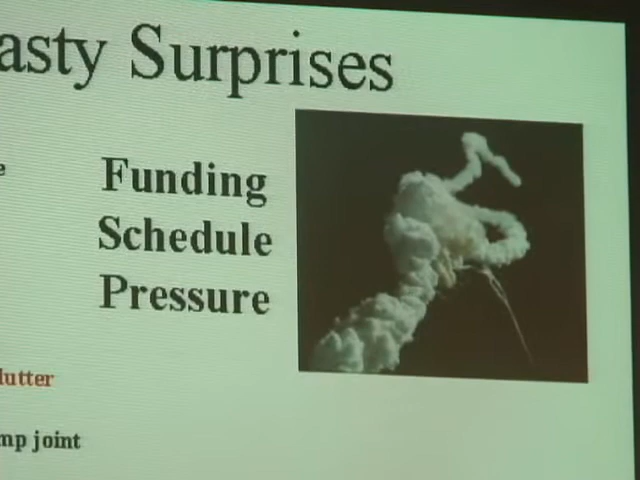 asty Surprises
e
Funding
Schedule
Pressure
lutter
mp joint